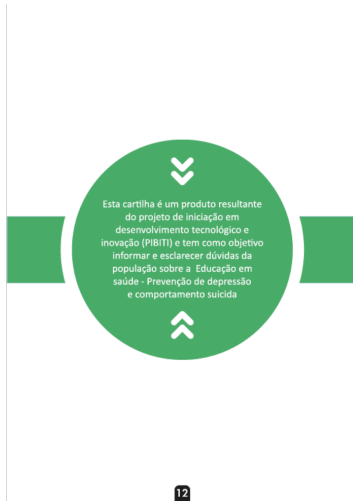 Esta cartilha é um produto resultante
do projeto de iniciação em
desenvolvimento tecnológico e
inovação (PIBITI) e tem como objetivo
informar e esclarecer dúvidas da
população sobre a Educação em
saúde - Prevenção de depressão
e comportamento suicida
12